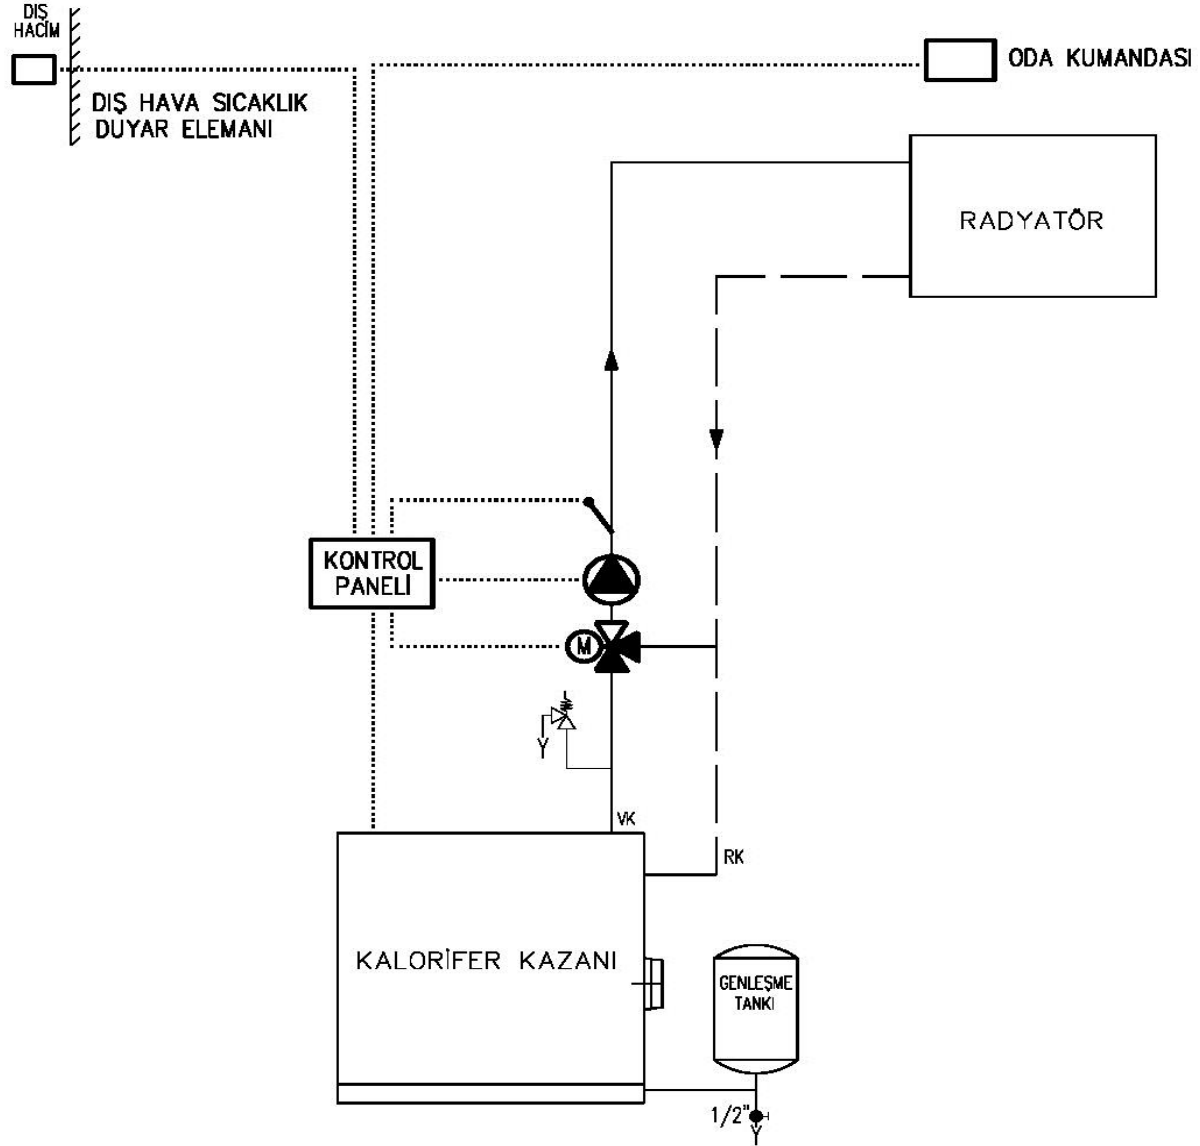 DIŞ
HACİM
ODA KUMANDASI
DIŞ HAVA SICAKLIK
DUYAR ELEMANI
RADYATÖR
KONTROL
PANELİ
M
VK
RK
KALORİFER KAZANI
GENLEŞME
TANKI
1/2"